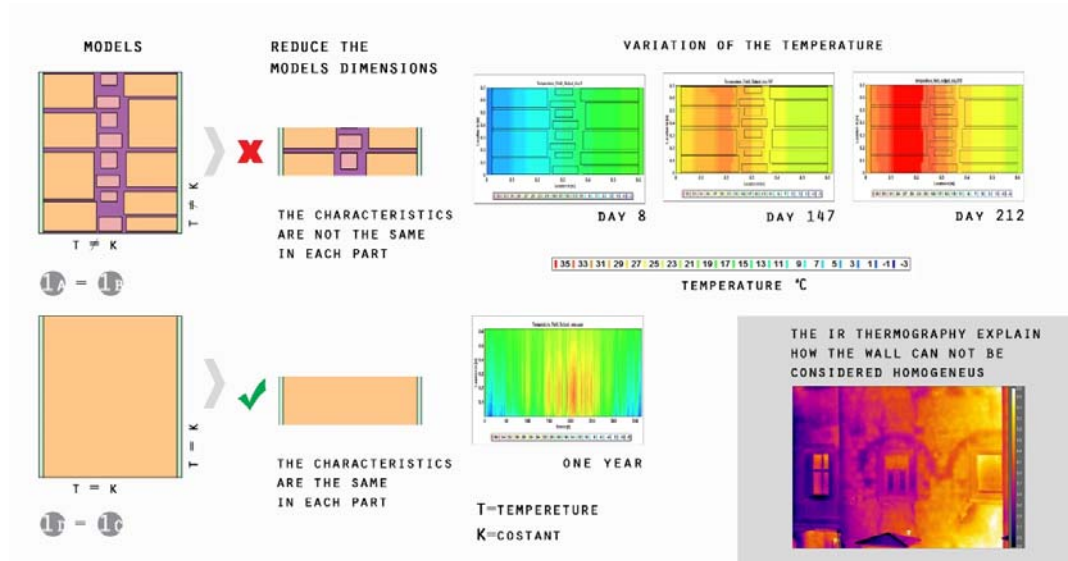 MODELS
REDUCE THE
MODELS DIMENSIONS
VARIATION OF THE TEMPERATURE
T ≠ K
T ≠ K
1A = 1B
THE CHARACTERISTICS
ARE NOT THE SAME
IN EACH PART
DAY 8
DAY 147
DAY 212
35 33 31 29 27 25 23 21 19 17 15 13 11 9 7 5 3 1 -1 -3
TEMPERATURE °C
T = K
T = K
1D = 1C
THE CHARACTERISTICS
ARE THE SAME
IN EACH PART
ONE YEAR
T=TEMPERETURE
K=COSTANT
THE IR THERMOGRAPHY EXPLAIN
HOW THE WALL CAN NOT BE
CONSIDERED HOMOGENEUS